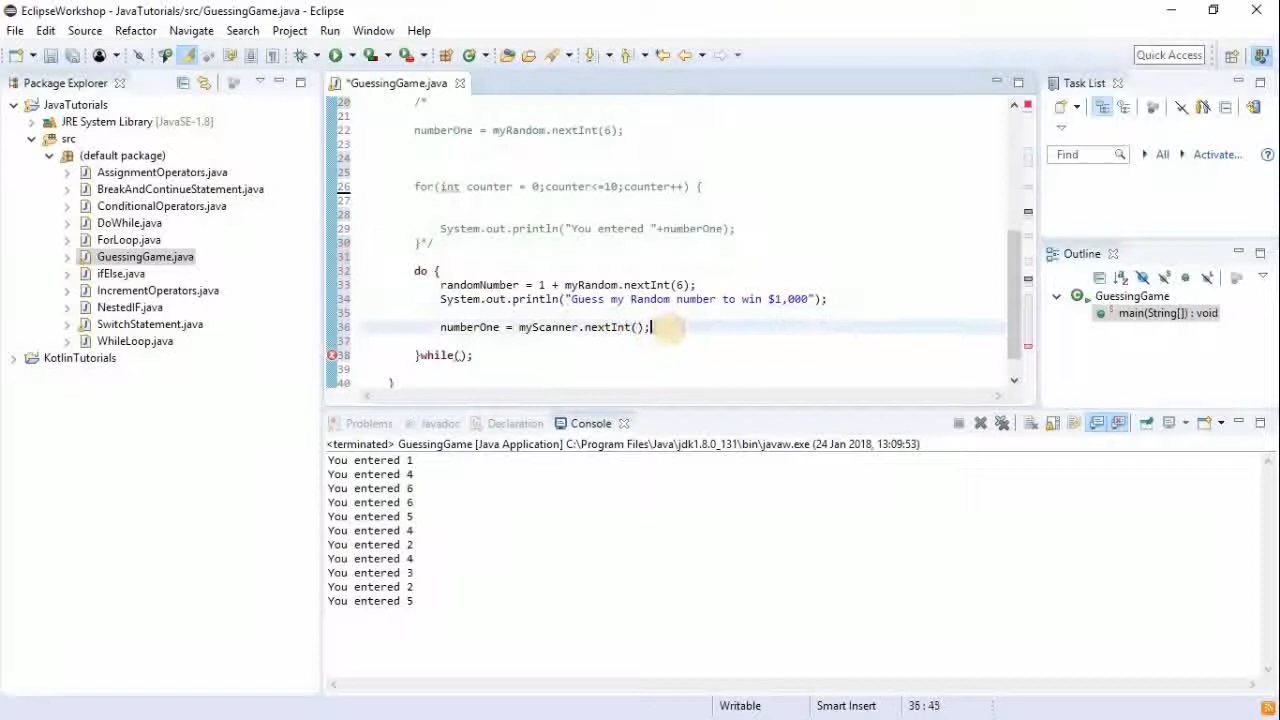 EclipseWorkshop - JavaTutorials/src/GuessingGame.java - Eclipse
File Edit Source Refactor Navigate Search Project Run Window Help
Quick Access
Package Explorer
JavaTutorials
JRE System Library [JavaSE-1.8]
src
(default package)
AssignmentOperators.java
BreakAndContinueStatement.java
ConditionalOperators.java
DoWhile.java
ForLoop.java
GuessingGame.java
ifElse.java
IncrementOperators.java
NestedIF.java
SwitchStatement.java
WhileLoop.java
KotlinTutorials
*GuessingGame.java
20 /*
21
22 numberOne = myRandom.nextInt(6);
23
24
25
26 for(int counter = 0;counter<=10;counter++) {
27
28
29 System.out.println("You entered "+numberOne);
30 }*/
31
32 do {
33 randomNumber = 1 + myRandom.nextInt(6);
34 System.out.println("Guess my Random number to win $1,000");
35
36 numberOne = myScanner.nextInt();
37
38 }while();
39
40 }
Task List
Find All Activate...
Outline
GuessingGame
main(String[]) : void
Problems Javadoc Declaration Console
<terminated> GuessingGame [Java Application] C:\Program Files\Java\jdk1.8.0_131\bin\javaw.exe (24 Jan 2018, 13:09:53)
You entered 1
You entered 4
You entered 6
You entered 6
You entered 5
You entered 4
You entered 2
You entered 4
You entered 3
You entered 2
You entered 5
Writable Smart Insert 36 : 45